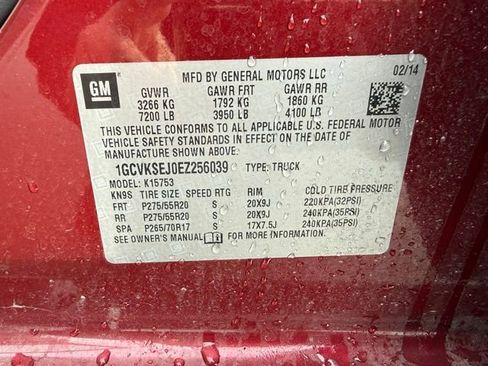 GM
MFD BY GENERAL MOTORS LLC 02/14
GVWR GAWR FRT GAWR RR
3266 KG 1792 KG 1860 KG
7200 LB 3950 LB 4100 LB
THIS VEHICLE CONFORMS TO ALL APPLICABLE U.S. FEDERAL MOTOR
VEHICLE SAFETY STANDARDS IN EFFECT ON THE DATE OF
MANUFACTURE SHOWN ABOVE.
1GCVKSEJ0EZ256039 TYPE: TRUCK
MODEL: K15753
KN9S TIRE SIZE SPEED RTG RIM COLD TIRE PRESSURE
FRT P275/55R20 S 20X9J 220KPA(32PSI)
RR P275/55R20 S 20X9J 240KPA(35PSI)
SPA P265/70R17 S 17X7.5J 240KPA(35PSI)
SEE OWNER'S MANUAL FOR MORE INFORMATION.